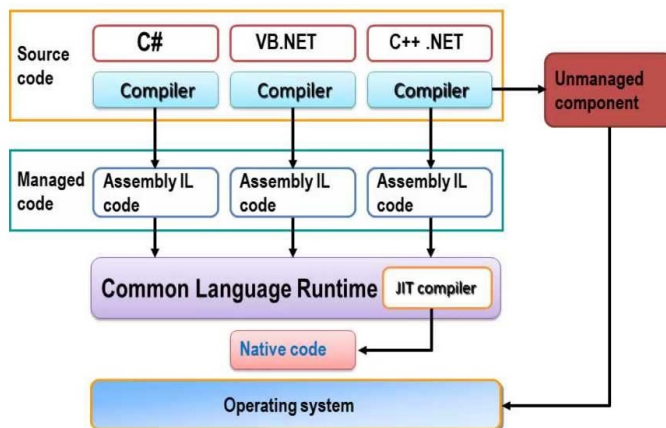 Source
code
C#
VB.NET
C++ .NET
Compiler
Compiler
Compiler
Unmanaged
component
Managed
code
Assembly IL
code
Assembly IL
code
Assembly IL
code
Common Language Runtime
JIT compiler
Native code
Operating system